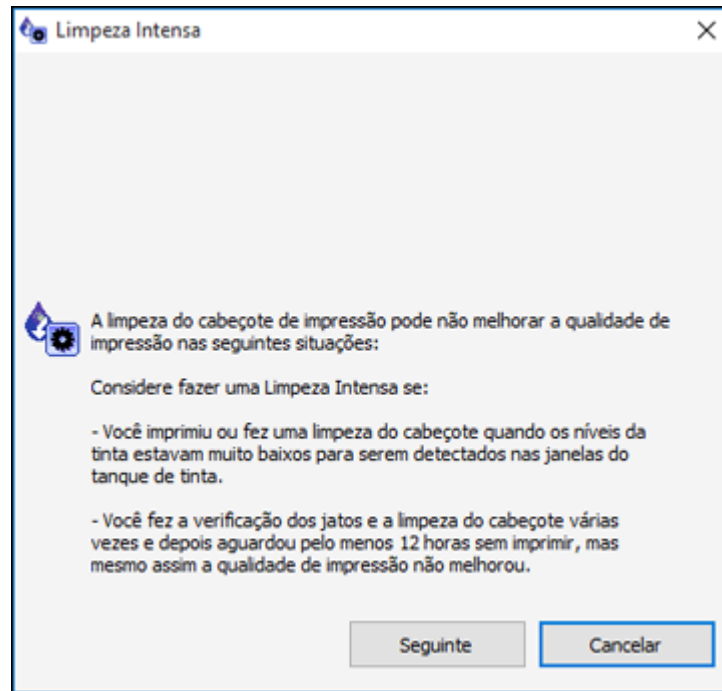 Limpeza Intensa
A limpeza do cabeçote de impressão pode não melhorar a qualidade de
impressão nas seguintes situações:
Considere fazer uma Limpeza Intensa se:
- Você imprimiu ou fez uma limpeza do cabeçote quando os níveis da
tinta estavam muito baixos para serem detectados nas janelas do
tanque de tinta.
- Você fez a verificação dos jatos e a limpeza do cabeçote várias
vezes e depois aguardou pelo menos 12 horas sem imprimir, mas
mesmo assim a qualidade de impressão não melhorou.
Seguinte
Cancelar